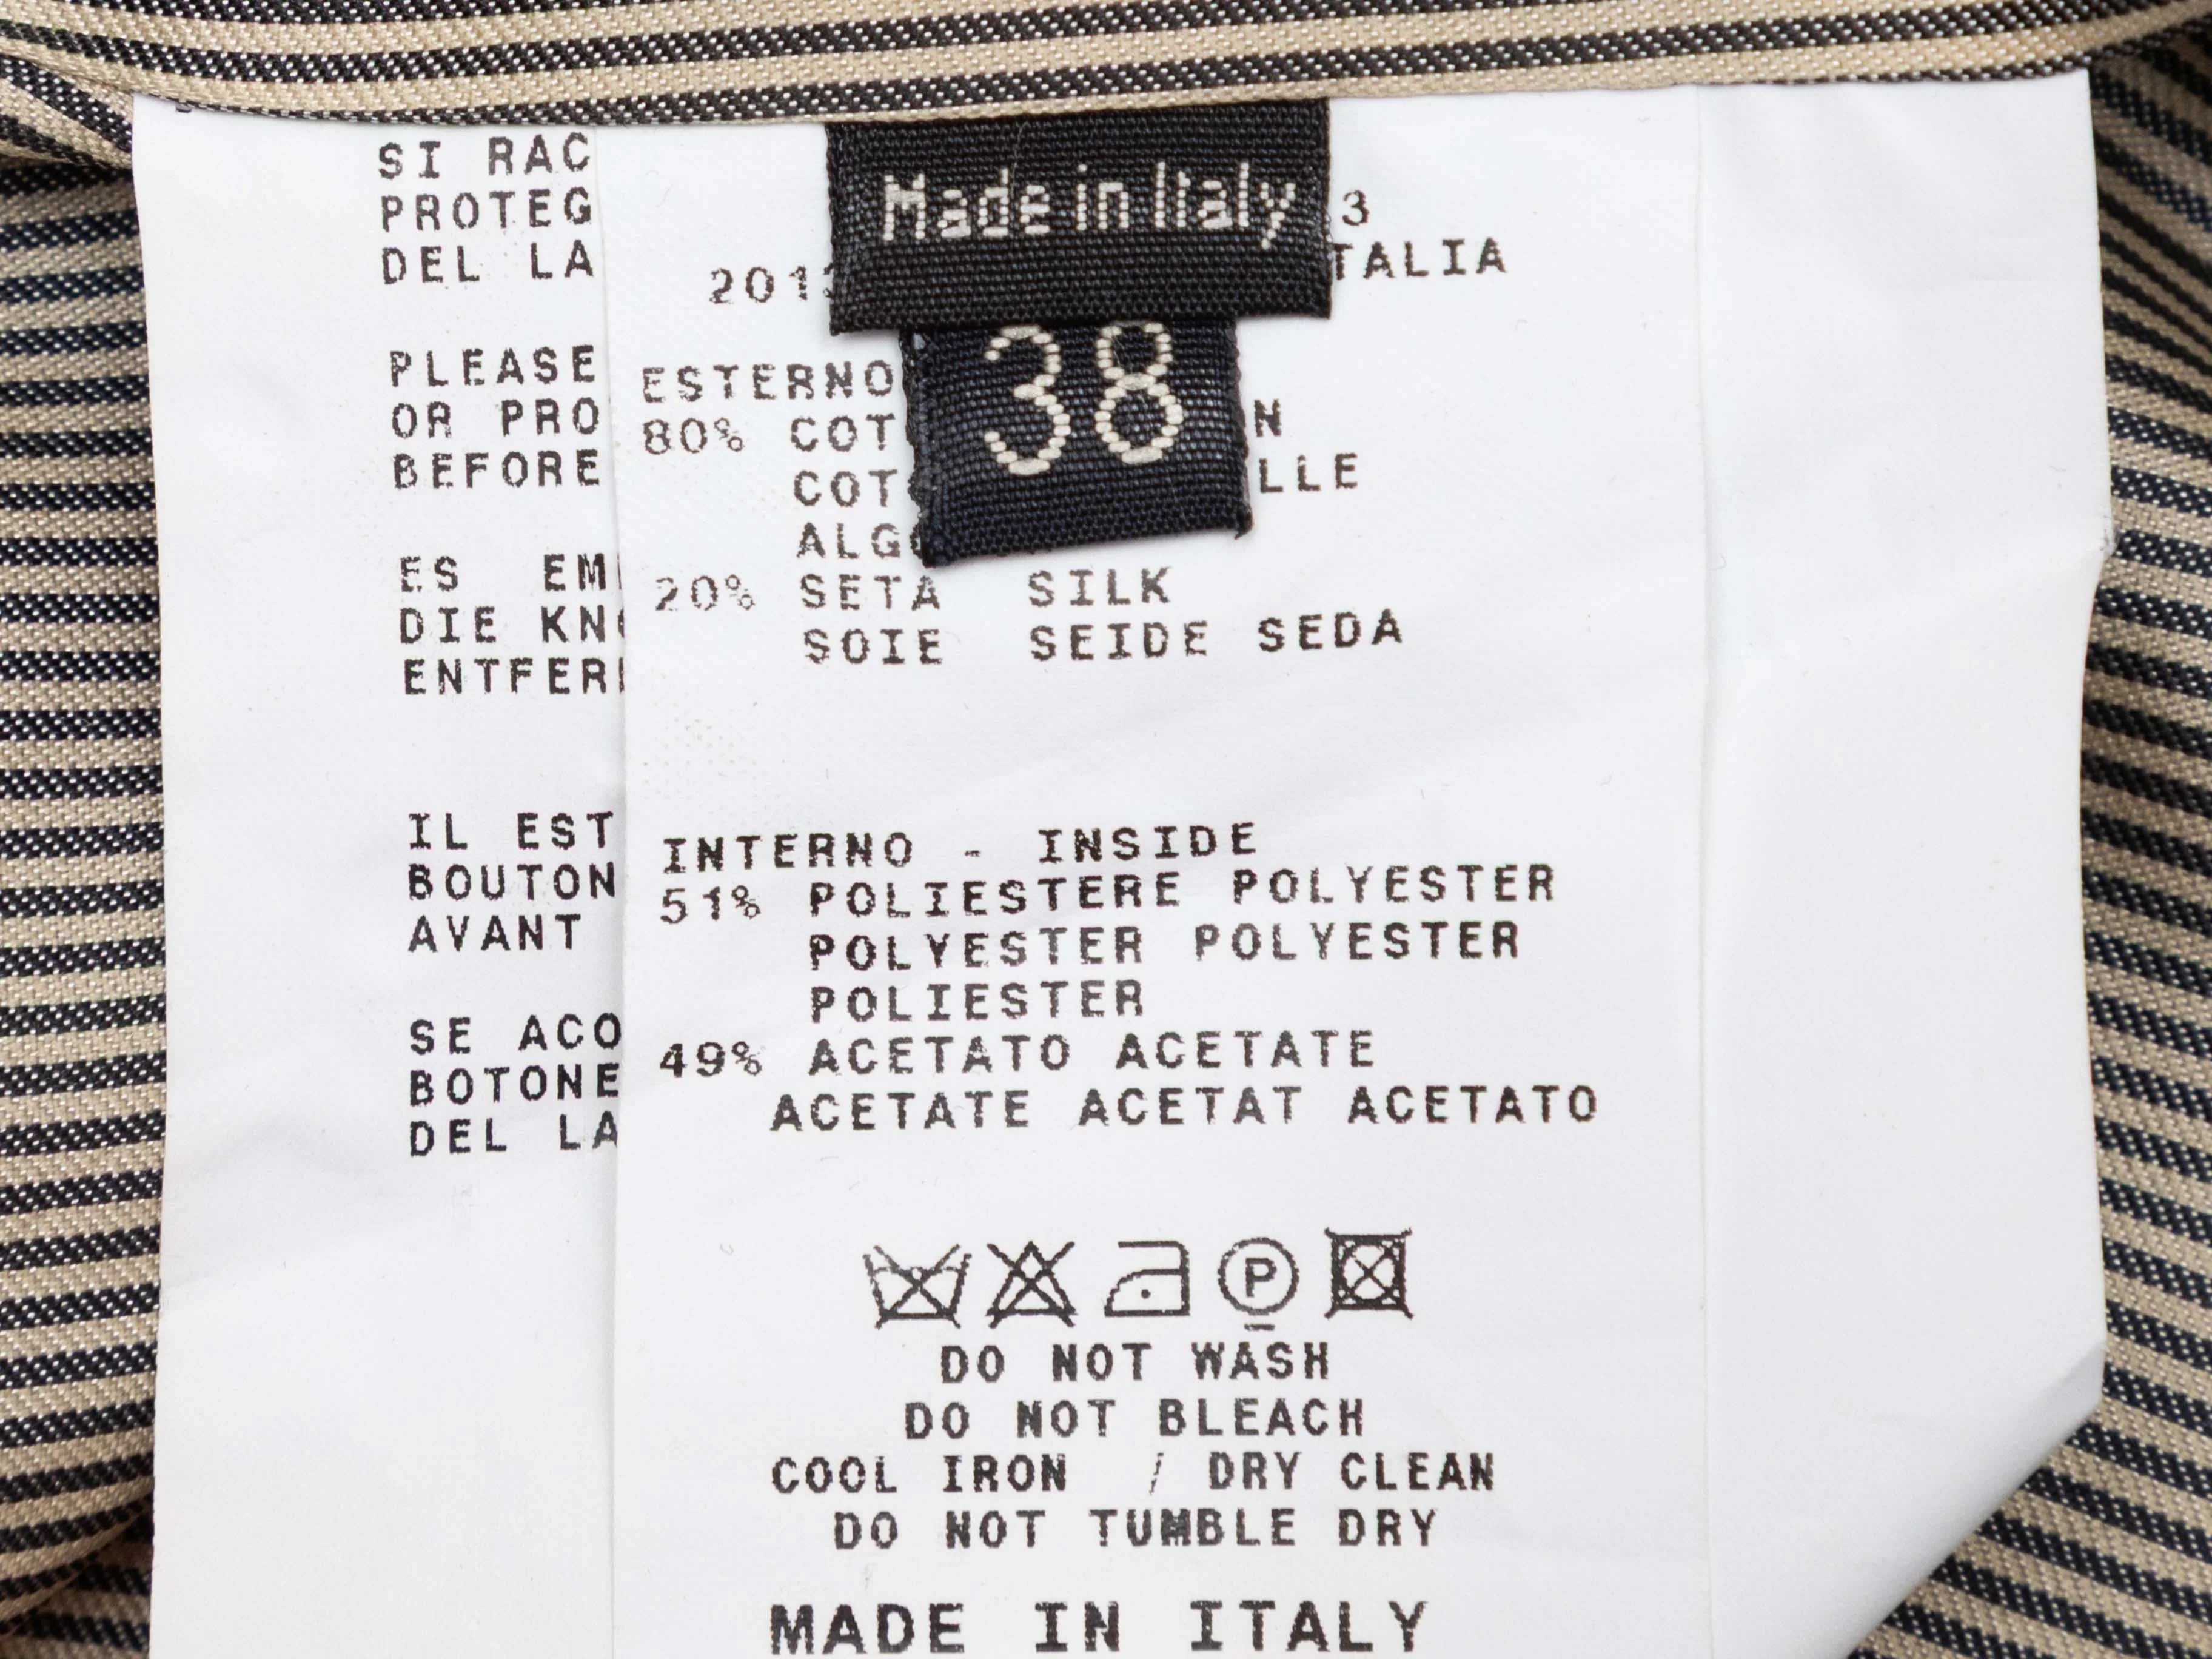 SI RAC
PROTEG
DEL LA
PLEASE
OR PRO
BEFORE
ES EM
DIE KN
ENTFER
IL EST
BOUTON
AVANT
SE ACO
BOTONE
DEL LA
Made in Italy
38
3
201
TALIA
ESTERNO
80% COT N
COT LLE
ALG
20% SETA SILK
SOIE SEIDE SEDA
INTERNO - INSIDE
51% POLIESTERE POLYESTER
POLYESTER POLYESTER
POLIESTER
49% ACETATO ACETATE
ACETATE ACETAT ACETATO
P
DO NOT WASH
DO NOT BLEACH
COOL IRON / DRY CLEAN
DO NOT TUMBLE DRY
MADE IN ITALY